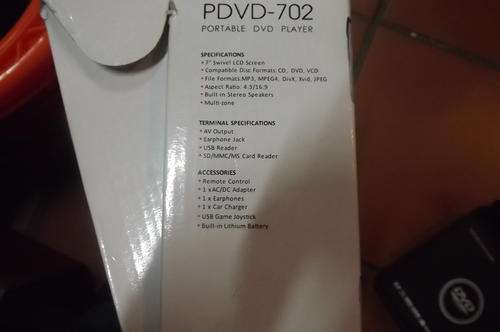 PDVD-702
PORTABLE DVD PLAYER
SPECIFICATIONS
• 7" Swivel LCD Screen
• Compatible Disc Formats: CD, DVD, VCD
• File Formats:MP3, MPEG4, DivX, Xvid, JPEG
• Aspect Ratio: 4:3/16:9
• Built-in Stereo Speakers
• Multi-zone
TERMINAL SPECIFICATIONS
• AV Output
• Earphone Jack
• USB Reader
• SD/MMC/MS Card Reader
ACCESSORIES
• Remote Control
• 1 x AC/DC Adapter
• 1 x Earphones
• 1 x Car Charger
• USB Game Joystick
• Built-in Lithium Battery